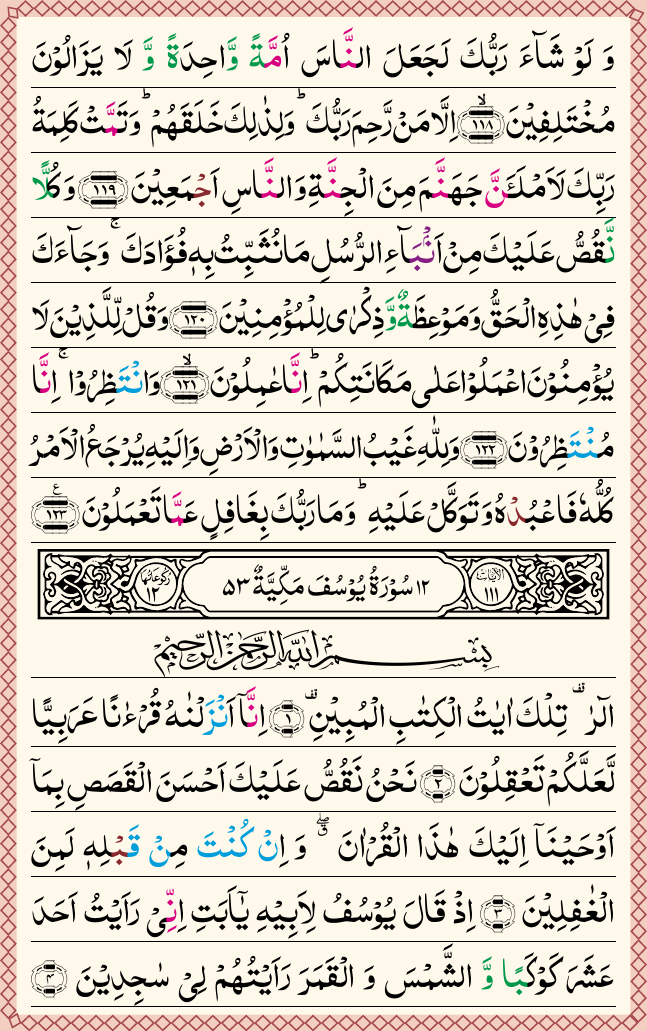 وَ لَوْ شَآءَ رَبُّكَ لَجَعَلَ النَّاسَ اُمَّةً وَّاحِدَةً وَّ لَا يَزَالُوْنَ
مُخْتَلِفِيْنَ ۙ﴿۱۱۸﴾ اِلَّا مَنْ رَّحِمَ رَبُّكَ ؕ وَلِذٰلِكَ خَلَقَهُمْ ؕ وَتَمَّتْ كَلِمَةُ
رَبِّكَ لَاَمْلَـَٔنَّ جَهَنَّمَ مِنَ الْجِنَّةِ وَالنَّاسِ اَجْمَعِيْنَ ﴿۱۱۹﴾ وَكُلًّا
نَّقُصُّ عَلَيْكَ مِنْ اَنْۢبَآءِ الرُّسُلِ مَا نُثَبِّتُ بِهٖ فُؤَادَكَ ۚ وَجَآءَكَ
فِيْ هٰذِهِ الْحَقُّ وَمَوْعِظَةٌ وَّذِكْرٰى لِلْمُؤْمِنِيْنَ ﴿۱۲۰﴾ وَقُلْ لِّلَّذِيْنَ لَا
يُؤْمِنُوْنَ اعْمَلُوْا عَلٰى مَكَانَتِكُمْ ؕ اِنَّا عٰمِلُوْنَ ۙ﴿۱۲۱﴾ وَانْتَظِرُوْا ۚ اِنَّا
مُنْتَظِرُوْنَ ﴿۱۲۲﴾ وَلِلّٰهِ غَيْبُ السَّمٰوٰتِ وَالْاَرْضِ وَاِلَيْهِ يُرْجَعُ الْاَمْرُ
كُلُّهٗ فَاعْبُدْهُ وَتَوَكَّلْ عَلَيْهِ ؕ وَمَا رَبُّكَ بِغَافِلٍ عَمَّا تَعْمَلُوْنَ ﴿۱۲۳﴾ ع
الآیات ۱۱۱ ۱۲ سُوْرَةُ يُوْسُفَ مَكِّيَّةٌ ۵۳ رکوعاتها ۱۲
بِسْمِ اللهِ الرَّحْمٰنِ الرَّحِيْمِ
الٓرٰ ࣞ تِلْكَ اٰيٰتُ الْكِتٰبِ الْمُبِيْنِ ࣞ ﴿۱﴾ اِنَّآ اَنْزَلْنٰهُ قُرْءٰنًا عَرَبِيًّا
لَّعَلَّكُمْ تَعْقِلُوْنَ ﴿۲﴾ نَحْنُ نَقُصُّ عَلَيْكَ اَحْسَنَ الْقَصَصِ بِمَآ
اَوْحَيْنَآ اِلَيْكَ هٰذَا الْقُرْاٰنَ ۖ ق وَ اِنْ كُنْتَ مِنْ قَبْلِهٖ لَمِنَ
الْغٰفِلِيْنَ ﴿۳﴾ اِذْ قَالَ يُوْسُفُ لِاَبِيْهِ يٰۤاَبَتِ اِنِّيْ رَاَيْتُ اَحَدَ
عَشَرَ كَوْكَبًا وَّ الشَّمْسَ وَ الْقَمَرَ رَاَيْتُهُمْ لِيْ سٰجِدِيْنَ ﴿۴﴾